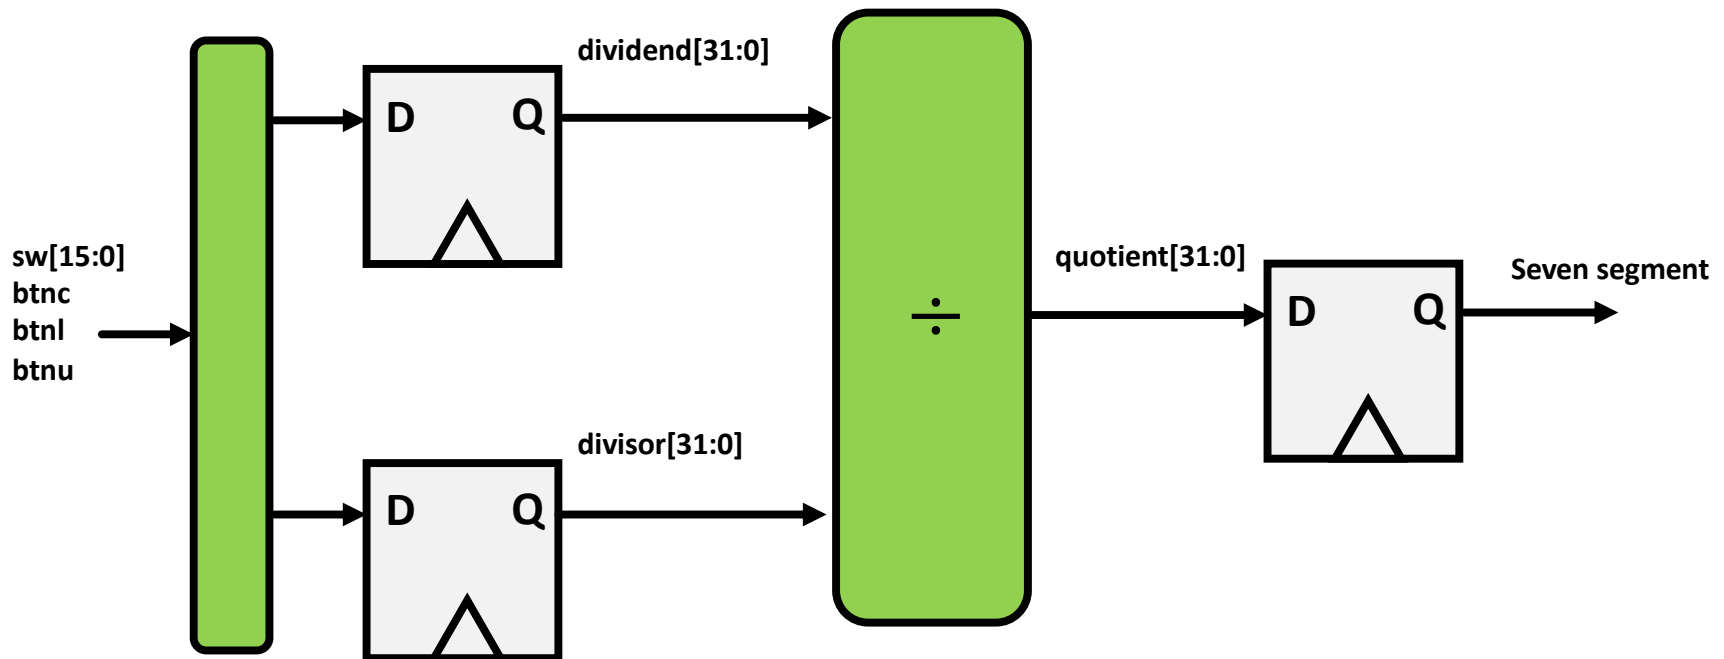 sw[15:0]
btnc
btnl
btnu
D Q
dividend[31:0]
D Q
divisor[31:0]
÷
quotient[31:0]
D Q
Seven segment